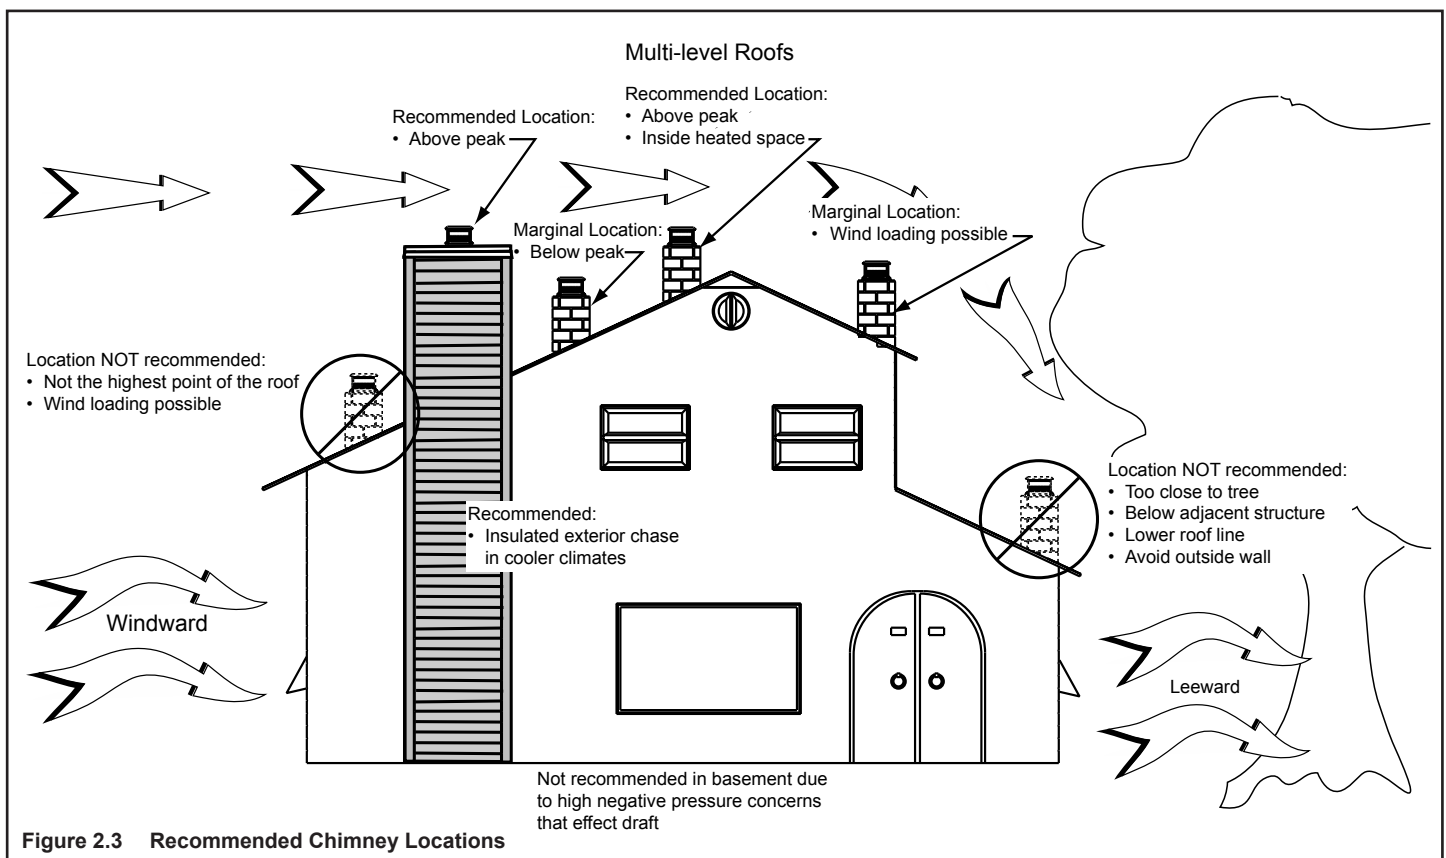 Multi-level Roofs
Recommended Location:
• Above peak
• Inside heated space
Recommended Location:
• Above peak
Marginal Location:
• Below peak
Marginal Location:
• Wind loading possible
Location NOT recommended:
• Not the highest point of the roof
• Wind loading possible
Location NOT recommended:
• Too close to tree
• Below adjacent structure
• Lower roof line
• Avoid outside wall
Recommended:
• Insulated exterior chase
in cooler climates
Windward
Leeward
Not recommended in basement due
to high negative pressure concerns
that effect draft
Figure 2.3 Recommended Chimney Locations